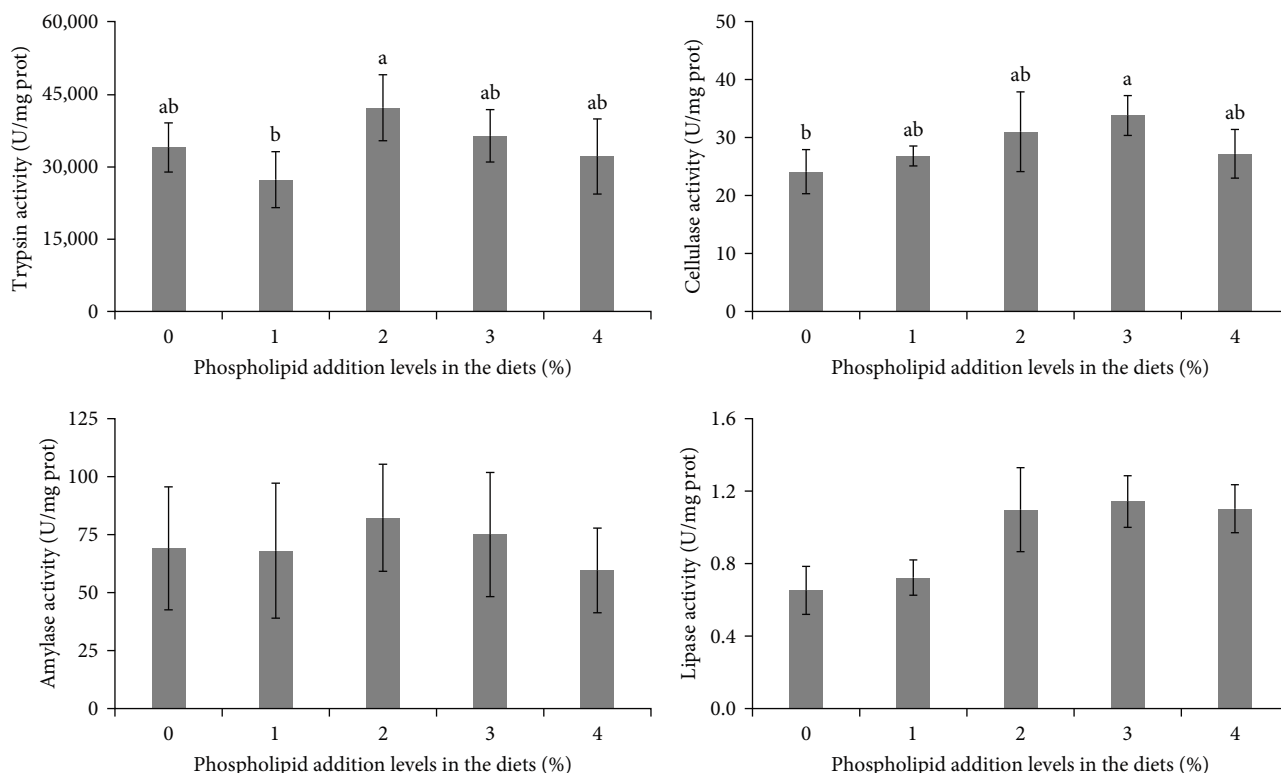 Trypsin activity (U/mg prot)
60,000
45,000
30,000
15,000
0
ab
b
a
ab
ab
0 1 2 3 4
Phospholipid addition levels in the diets (%)
Cellulase activity (U/mg prot)
50
40
30
20
10
0
b
ab
ab
a
ab
0 1 2 3 4
Phospholipid addition levels in the diets (%)
Amylase activity (U/mg prot)
125
100
75
50
25
0
0 1 2 3 4
Phospholipid addition levels in the diets (%)
Lipase activity (U/mg prot)
1.6
1.2
0.8
0.4
0.0
0 1 2 3 4
Phospholipid addition levels in the diets (%)